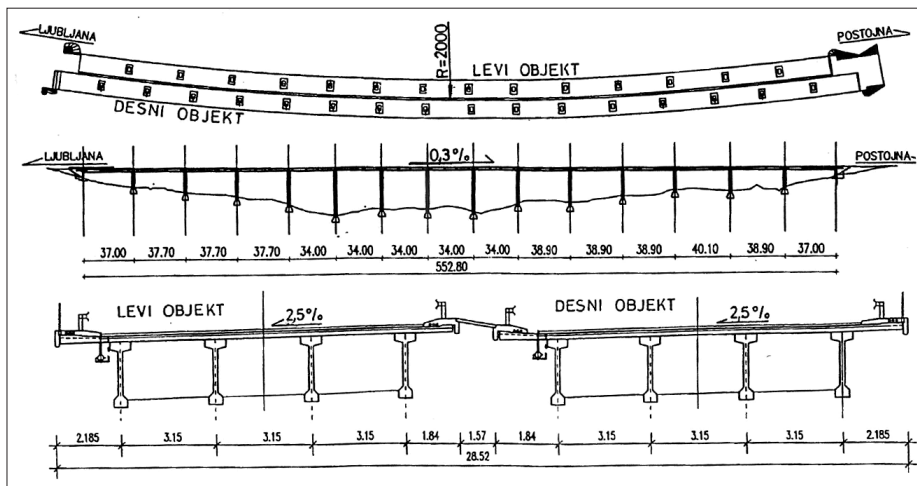 LJUBLJANA
POSTOJNA
R=2000
LEVI OBJEKT
DESNI OBJEKT
LJUBLJANA
0,3%
POSTOJNA
37.00 37.70 37.70 37.70 34.00 34.00 34.00 34.00 34.00 38.90 38.90 38.90 40.10 38.90 37.00
552.80
LEVI OBJEKT
2,5%
DESNI OBJEKT
2,5%
2.185 3.15 3.15 3.15 1.84 1.57 1.84 3.15 3.15 3.15 2.185
28.52